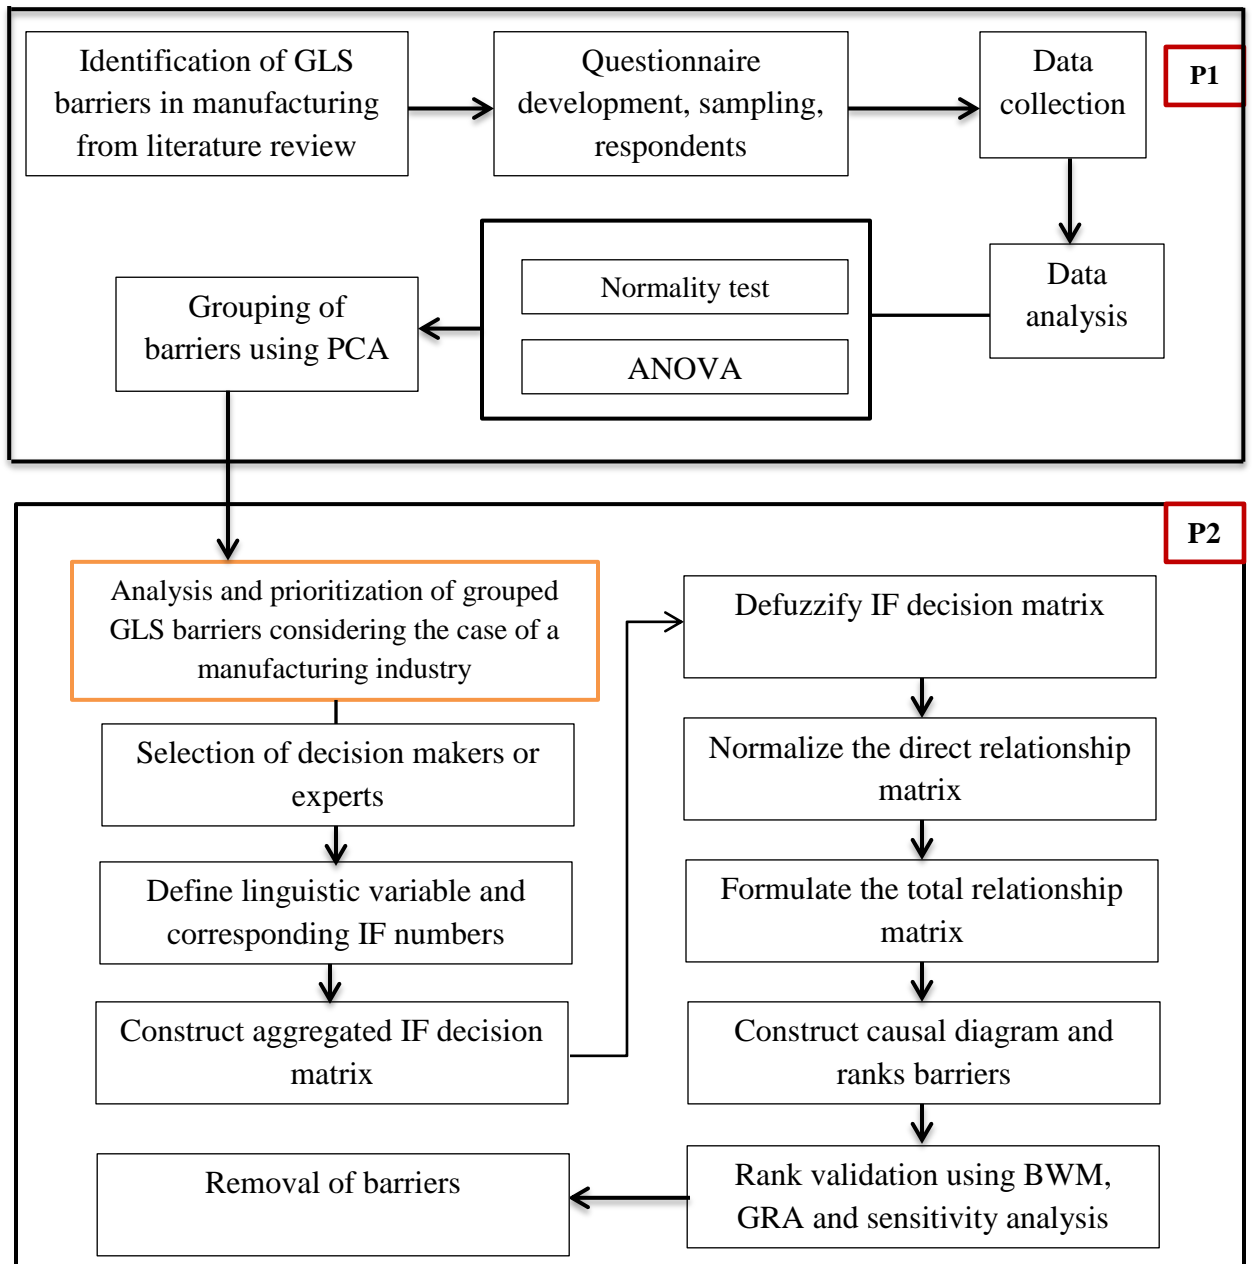 Identification of GLS
barriers in manufacturing
from literature review
Questionnaire
development, sampling,
respondents
Data
collection
P1
Data
analysis
Normality test
ANOVA
Grouping of
barriers using PCA
P2
Analysis and prioritization of grouped
GLS barriers considering the case of a
manufacturing industry
Selection of decision makers or
experts
Define linguistic variable and
corresponding IF numbers
Construct aggregated IF decision
matrix
Defuzzify IF decision matrix
Normalize the direct relationship
matrix
Formulate the total relationship
matrix
Construct causal diagram and
ranks barriers
Rank validation using BWM,
GRA and sensitivity analysis
Removal of barriers